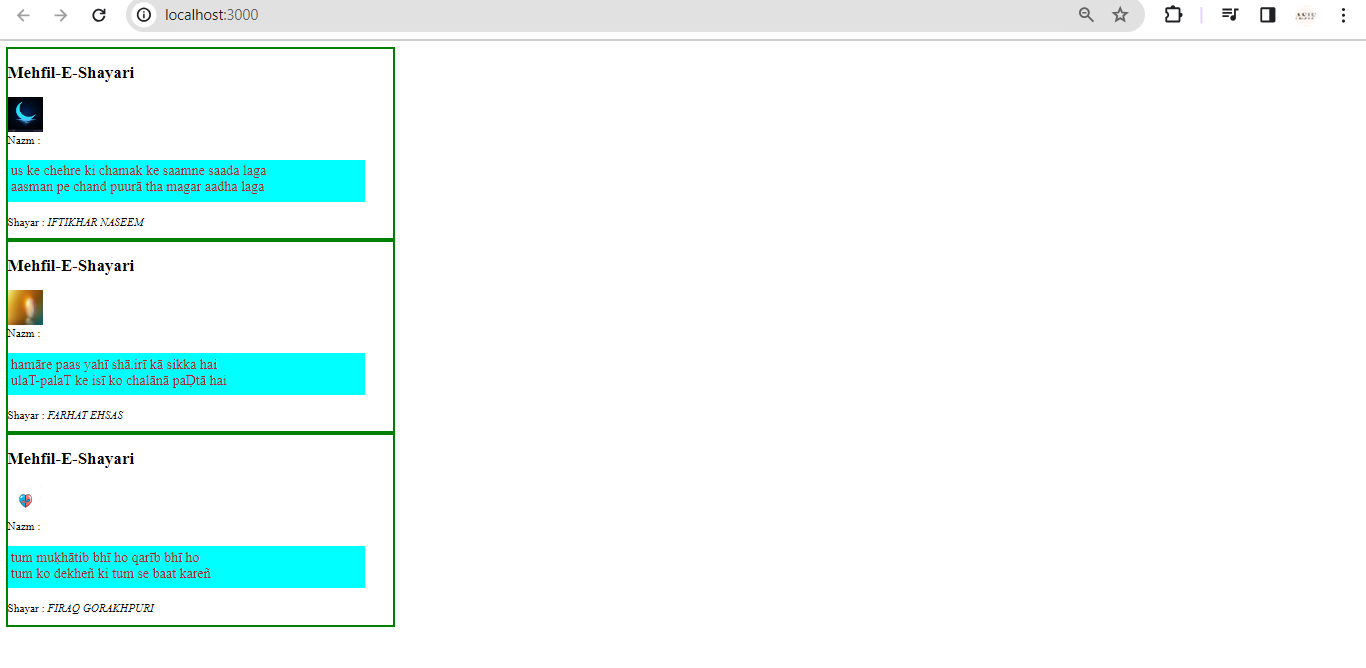 localhost:3000
ASIF
Mehfil-E-Shayari
Nazm :
us ke chehre ki chamak ke saamne saada laga
aasman pe chand puurā tha magar aadha laga
Shayar : IFTIKHAR NASEEM
Mehfil-E-Shayari
Nazm :
hamāre paas yahī shā.irī kā sikka hai
ulaT-palaT ke isī ko chalānā paḌtā hai
Shayar : FARHAT EHSAS
Mehfil-E-Shayari
Nazm :
tum mukhātib bhī ho qarīb bhī ho
tum ko dekheñ ki tum se baat kareñ
Shayar : FIRAQ GORAKHPURI